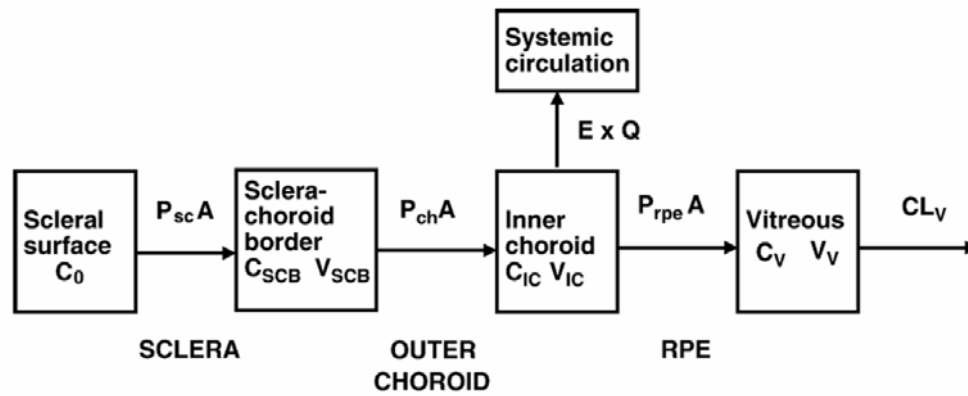 Systemic
circulation
E x Q
Scleral
surface
C₀
PscA
Sclera-
choroid
border
CSCB VSCB
PchA
Inner
choroid
CIC VIC
PrpeA
Vitreous
CV VV
CLV
SCLERA
OUTER
CHOROID
RPE